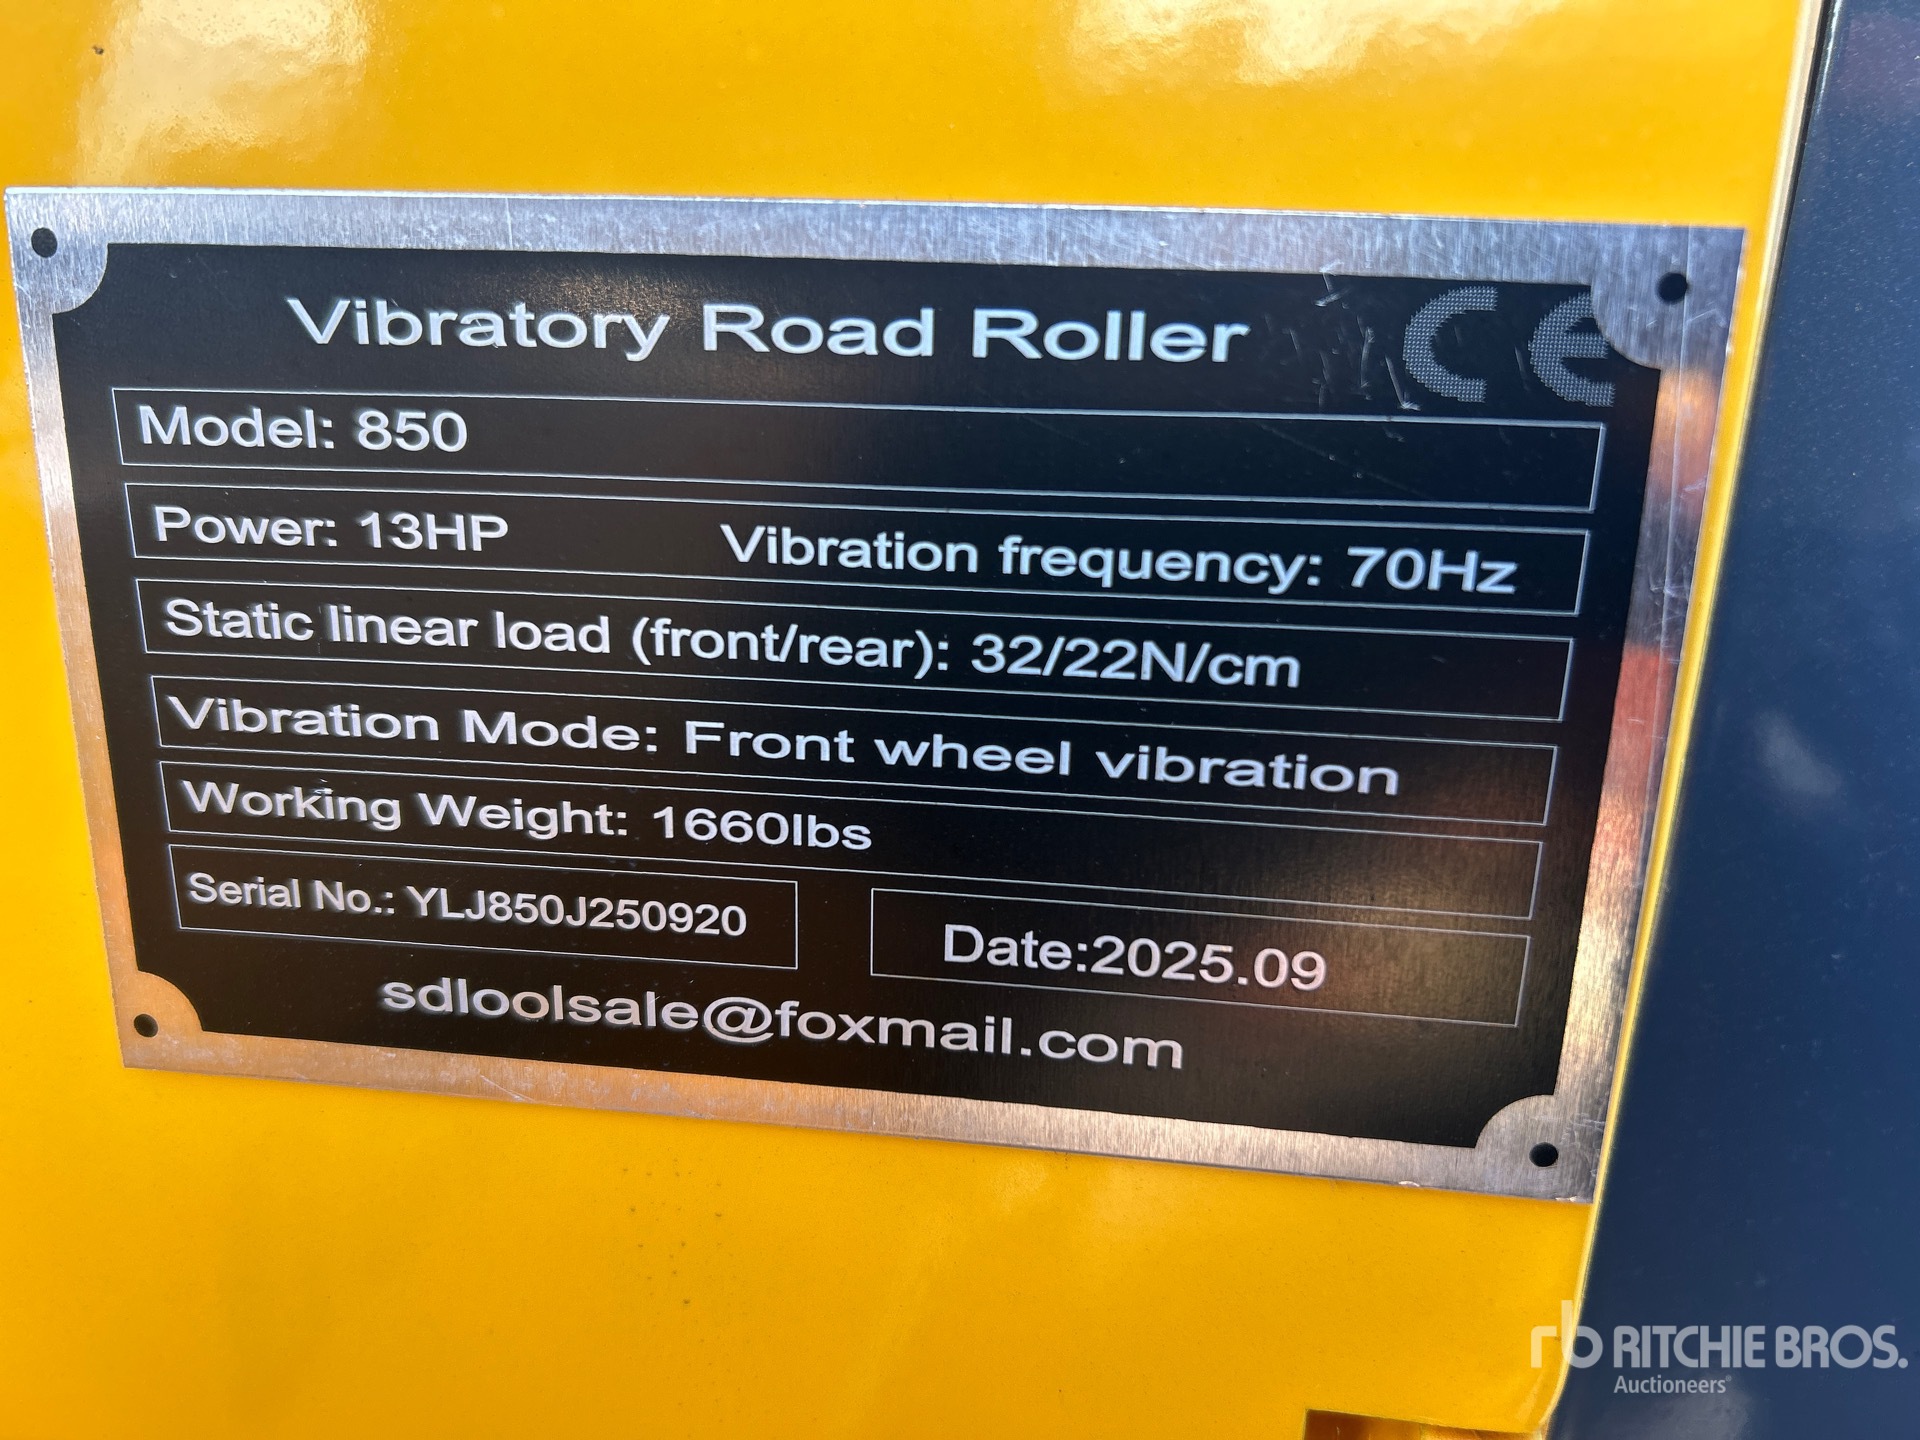 Vibratory Road Roller CE
Model: 850
Power: 13HP Vibration frequency: 70Hz
Static linear load (front/rear): 32/22N/cm
Vibration Mode: Front wheel vibration
Working Weight: 1660lbs
Serial No.: YLJ850J250920 Date:2025.09
sdloolsale@foxmail.com
rb RITCHIE BROS.
Auctioneers®